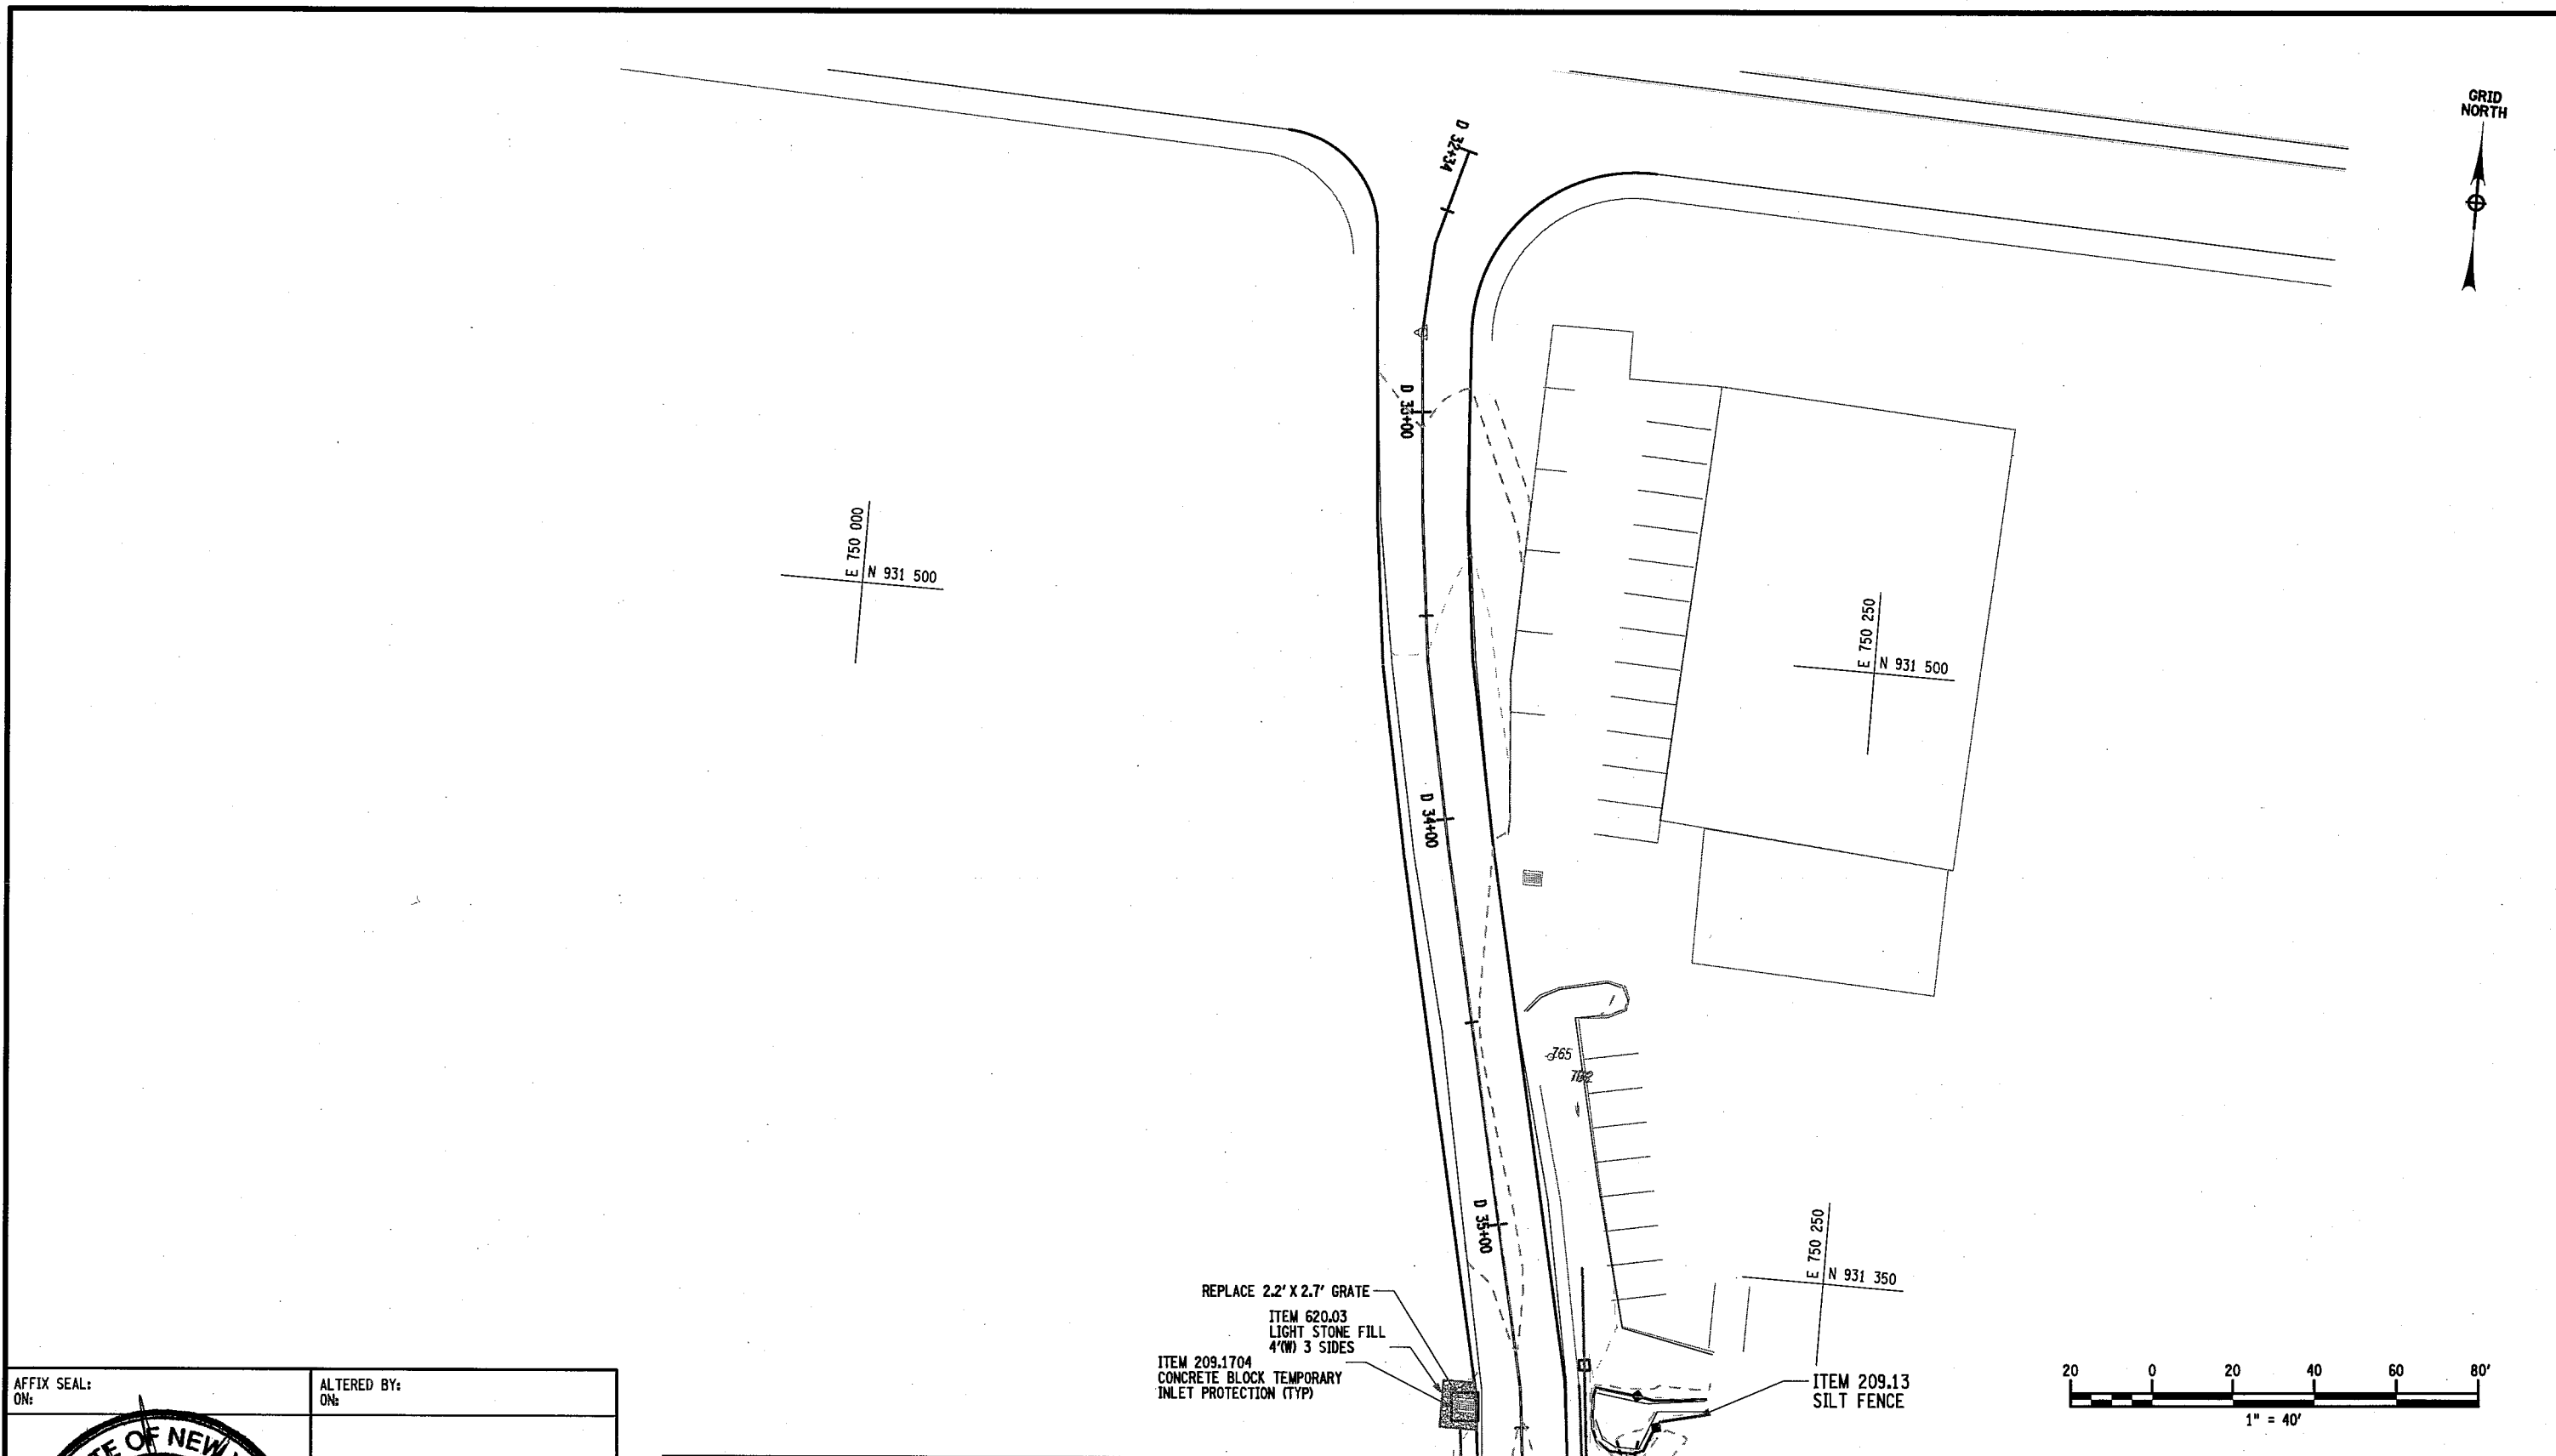 GRID
NORTH
D 32+34
D 33+00
E 750 000
N 931 500
E 750 250
N 931 500
D 34+00
765
D 35+00
E 750 250
N 931 350
REPLACE 2.2' X 2.7' GRATE
ITEM 620.03
LIGHT STONE FILL
4'(W) 3 SIDES
ITEM 209.1704
CONCRETE BLOCK TEMPORARY
INLET PROTECTION (TYP)
ITEM 209.13
SILT FENCE
20 0 20 40 60 80'
1" = 40'
AFFIX SEAL:
ON:
ALTERED BY:
ON:
TE OF NEW